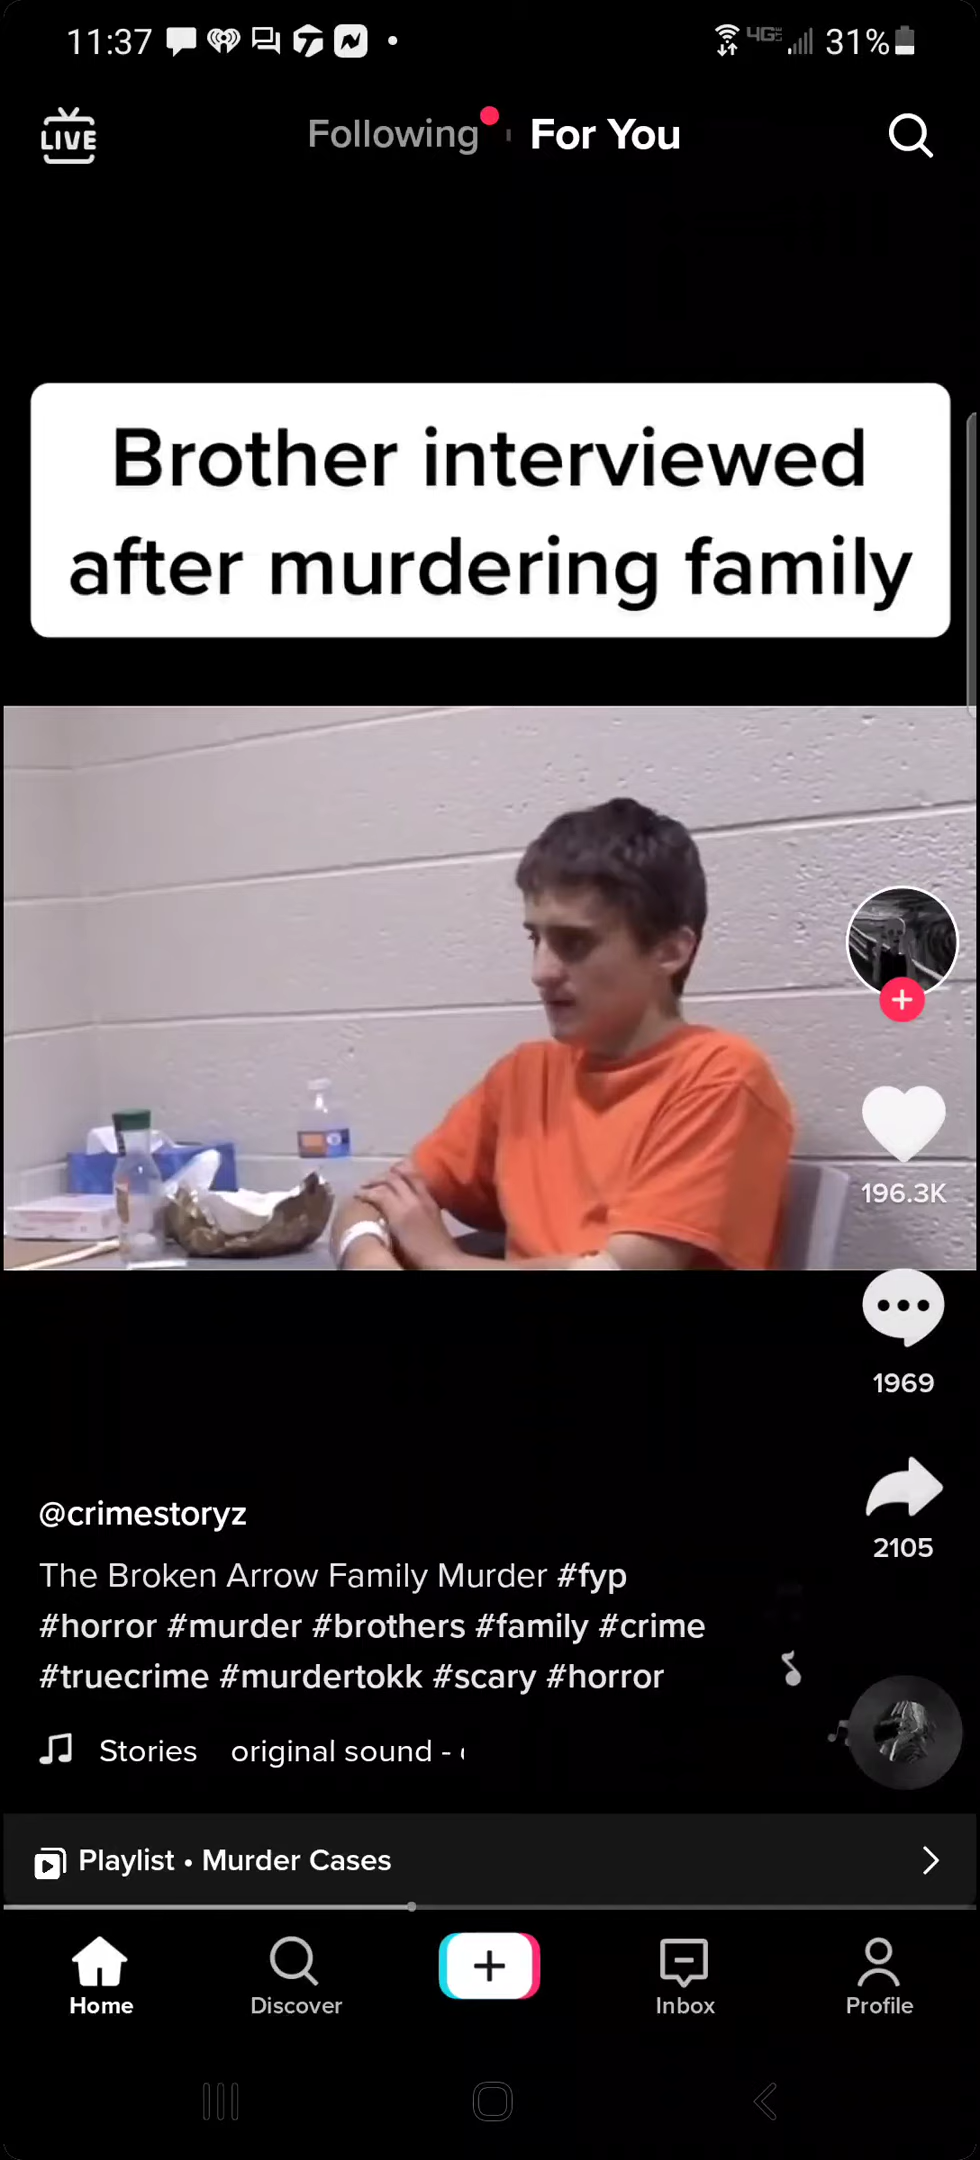 11:37 4GE 31%
LIVE Following For You
Brother interviewed
after murdering family
196.3K
1969
2105
@crimestoryz
The Broken Arrow Family Murder #fyp
#horror #murder #brothers #family #crime
#truecrime #murdertokk #scary #horror
Stories original sound -
Playlist • Murder Cases
Home Discover Inbox Profile